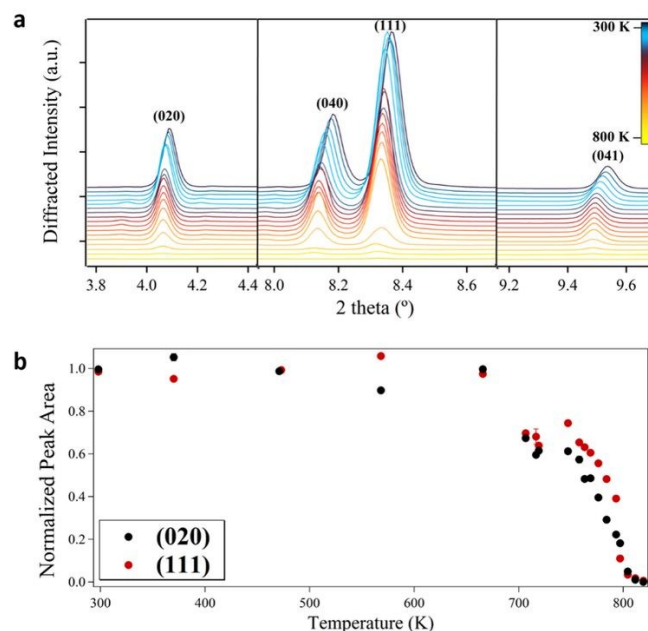 a
Diffracted Intensity (a.u.)
(020)
(040)
(111)
(041)
300 K
800 K
3.8 4.0 4.2 4.4 8.0 8.2 8.4 8.6 9.2 9.4 9.6
2 theta (º)
b
Normalized Peak Area
1.0
0.8
0.6
0.4
0.2
0.0
(020)
(111)
300 400 500 600 700 800
Temperature (K)